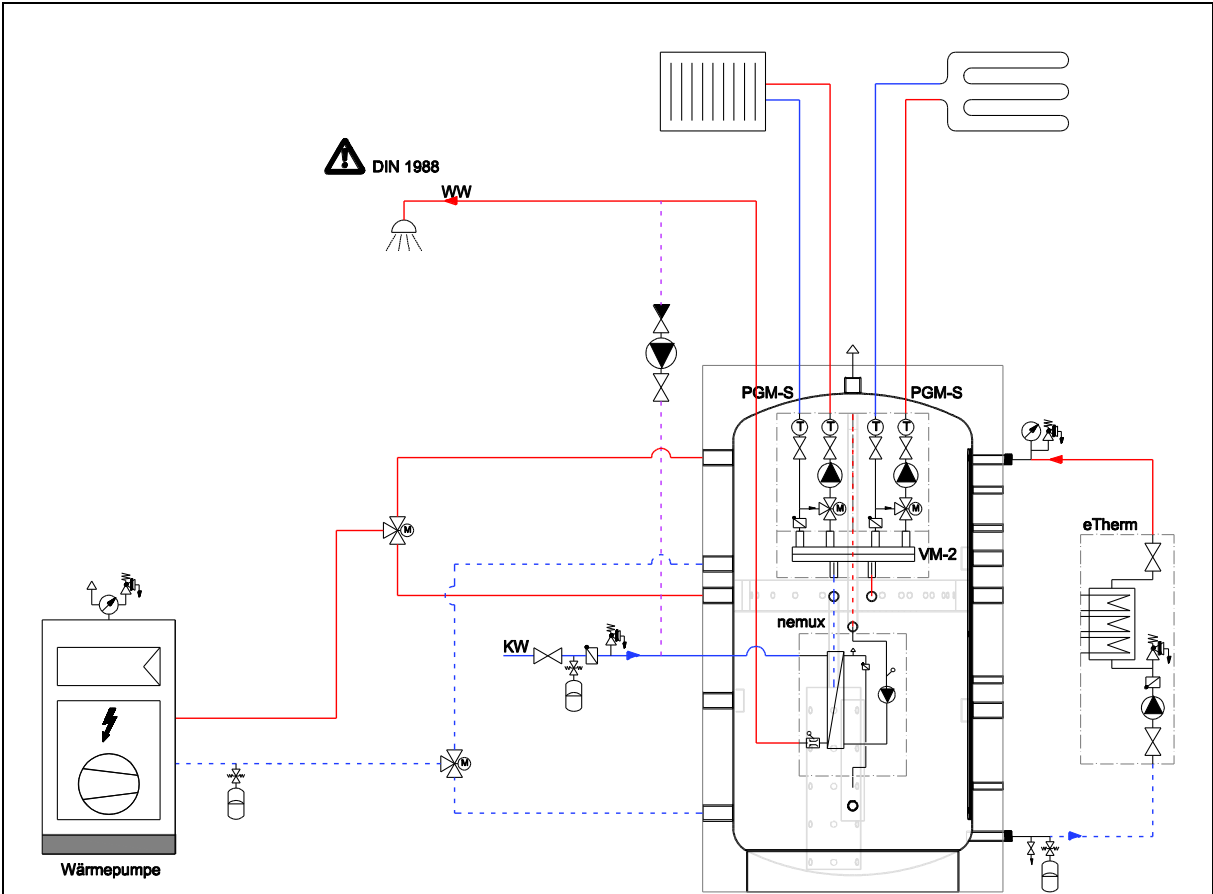 DIN 1988
WW
PGM-S
PGM-S
T
T
T
T
M
M
M
eTherm
VM-2
nemux
KW
M
Wärmepumpe